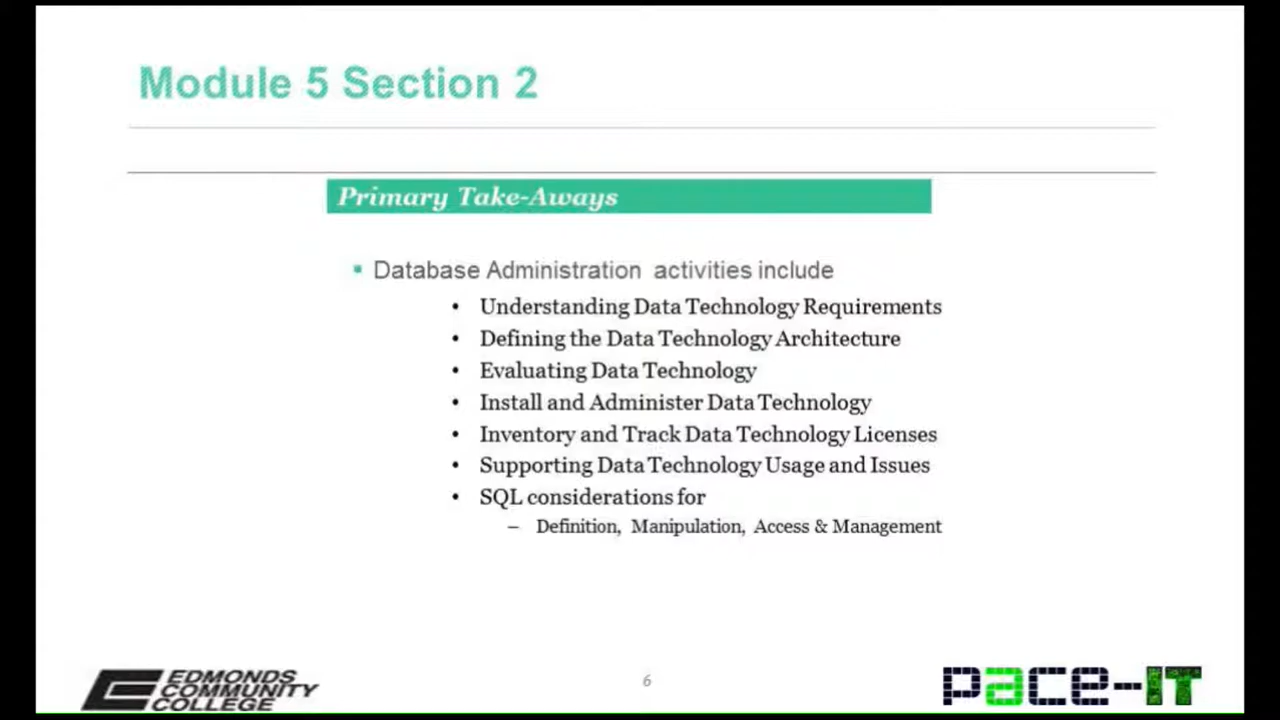 Module 5 Section 2
Primary Take-Aways
▪ Database Administration activities include
• Understanding Data Technology Requirements
• Defining the Data Technology Architecture
• Evaluating Data Technology
• Install and Administer Data Technology
• Inventory and Track Data Technology Licenses
• Supporting Data Technology Usage and Issues
• SQL considerations for
– Definition, Manipulation, Access & Management
EDMONDS
COMMUNITY
COLLEGE
6
pace-IT